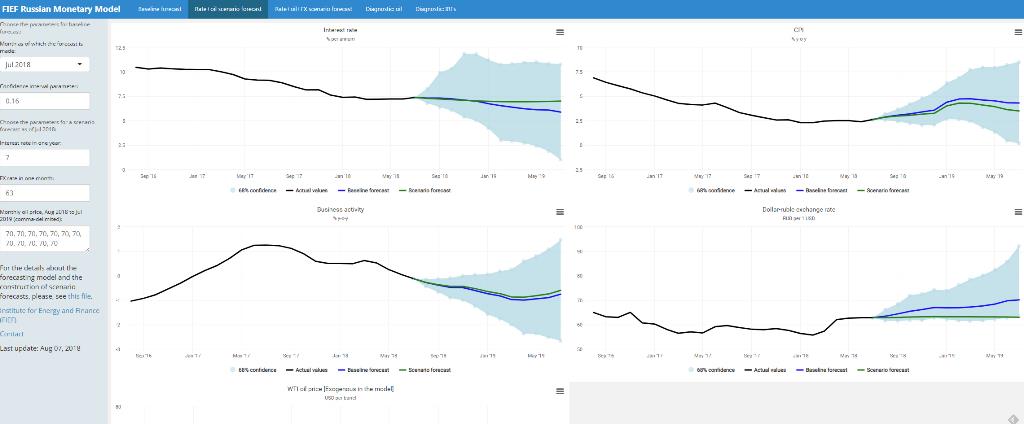 FIEF Russian Monetary Model
Baseline forecast
Rate+oil scenario forecast
Rate+oil+FX scenario forecast
Diagnostic: oil
Diagnostic: IRFs
Choose the parameters for baseline
forecast
Month as of which the forecast is
made:
Jul 2018
Confidence interval parameter:
0.16
Choose the parameters for a scenario
forecast as of Jul 2018:
Interest rate in one year:
7
FX rate in one month:
63
Monthly oil price, Aug 2018 to Jul
2019 (comma-delimited):
70, 70, 70, 70, 70, 70, 70,
70, 70, 70, 70, 70
For the details about the
forecasting model and the
construction of scenario
forecasts, please, see this file.
Institute for Energy and Finance
(FIEF)
Contact
Last update: Aug 07, 2018
Interest rate
% per annum
12.5
10
7.5
5
2.5
0
Sep '16 Jan '17 May '17 Sep '17 Jan '18 May '18 Sep '18 Jan '19 May '19
68% confidence Actual values Baseline forecast Scenario forecast
CPI
% y-o-y
10
7.5
5
2.5
0
Sep '16 Jan '17 May '17 Sep '17 Jan '18 May '18 Sep '18 Jan '19 May '19
68% confidence Actual values Baseline forecast Scenario forecast
Business activity
% y-o-y
2
1
0
-1
-2
-3
Sep '16 Jan '17 May '17 Sep '17 Jan '18 May '18 Sep '18 Jan '19 May '19
68% confidence Actual values Baseline forecast Scenario forecast
Dollar-ruble exchange rate
RUB per 1 USD
100
90
80
70
60
50
Sep '16 Jan '17 May '17 Sep '17 Jan '18 May '18 Sep '18 Jan '19 May '19
68% confidence Actual values Baseline forecast Scenario forecast
WTI oil price [Exogenous in the model]
USD per barrel
80